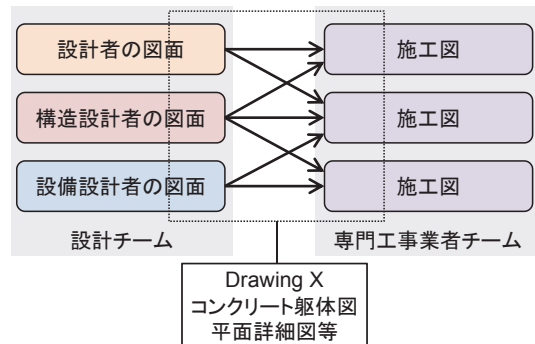 設計者の図面
施工図
構造設計者の図面
施工図
設備設計者の図面
施工図
設計チーム
専門工事業者チーム
Drawing X
コンクリート躯体図
平面詳細図等